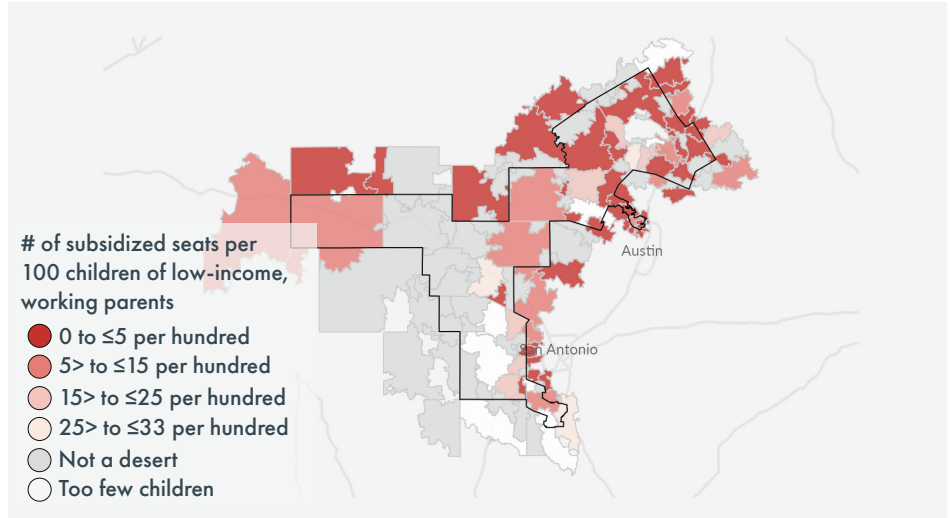 # of subsidized seats per
100 children of low-income,
working parents
0 to ≤5 per hundred
5> to ≤15 per hundred
15> to ≤25 per hundred
25> to ≤33 per hundred
Not a desert
Too few children
Austin
San Antonio